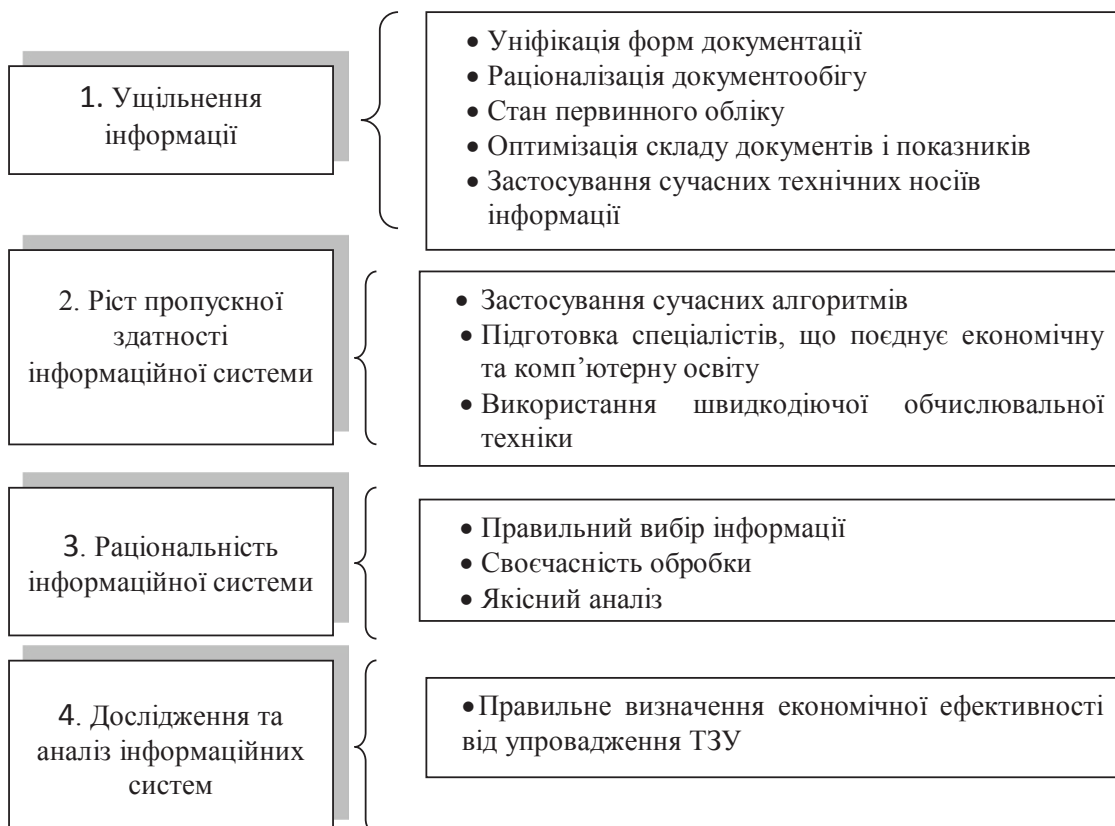 1. Ущільнення
інформації
• Уніфікація форм документації
• Раціоналізація документообігу
• Стан первинного обліку
• Оптимізація складу документів і показників
• Застосування сучасних технічних носіїв
інформації
2. Ріст пропускної
здатності
інформаційної системи
• Застосування сучасних алгоритмів
• Підготовка спеціалістів, що поєднує економічну
та комп’ютерну освіту
• Використання швидкодіючої обчислювальної
техніки
3. Раціональність
інформаційної системи
• Правильний вибір інформації
• Своєчасність обробки
• Якісний аналіз
4. Дослідження та
аналіз інформаційних
систем
• Правильне визначення економічної ефективності
від упровадження ТЗУ